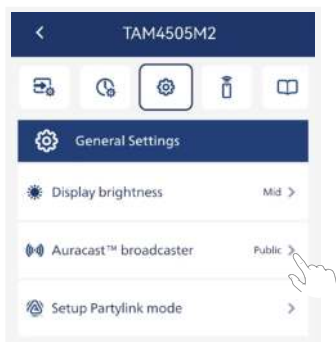 TAM4505M2
General Settings
Display brightness Mid
Auracast™ broadcaster Public
Setup Partylink mode